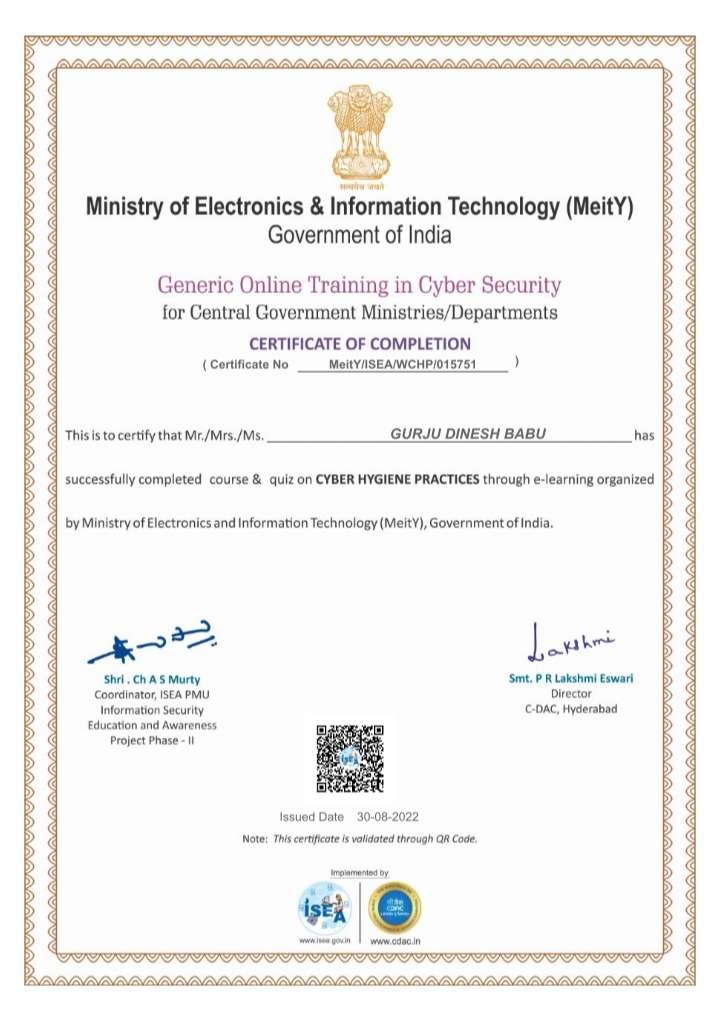 सत्यमेव जयते
Ministry of Electronics & Information Technology (MeitY)
Government of India
Generic Online Training in Cyber Security
for Central Government Ministries/Departments
CERTIFICATE OF COMPLETION
( Certificate No MeitY/ISEA/WCHP/015751 )
This is to certify that Mr./Mrs./Ms. GURJU DINESH BABU has
successfully completed course & quiz on CYBER HYGIENE PRACTICES through e-learning organized
by Ministry of Electronics and Information Technology (MeitY), Government of India.
Lakshmi
Shri . Ch A S Murty
Coordinator, ISEA PMU
Information Security
Education and Awareness
Project Phase - II
Smt. P R Lakshmi Eswari
Director
C-DAC, Hyderabad
ISEA
Issued Date 30-08-2022
Note: This certificate is validated through QR Code.
Implemented by
ISEA
सी डैक
CDAC
www.isea.gov.in
www.cdac.in